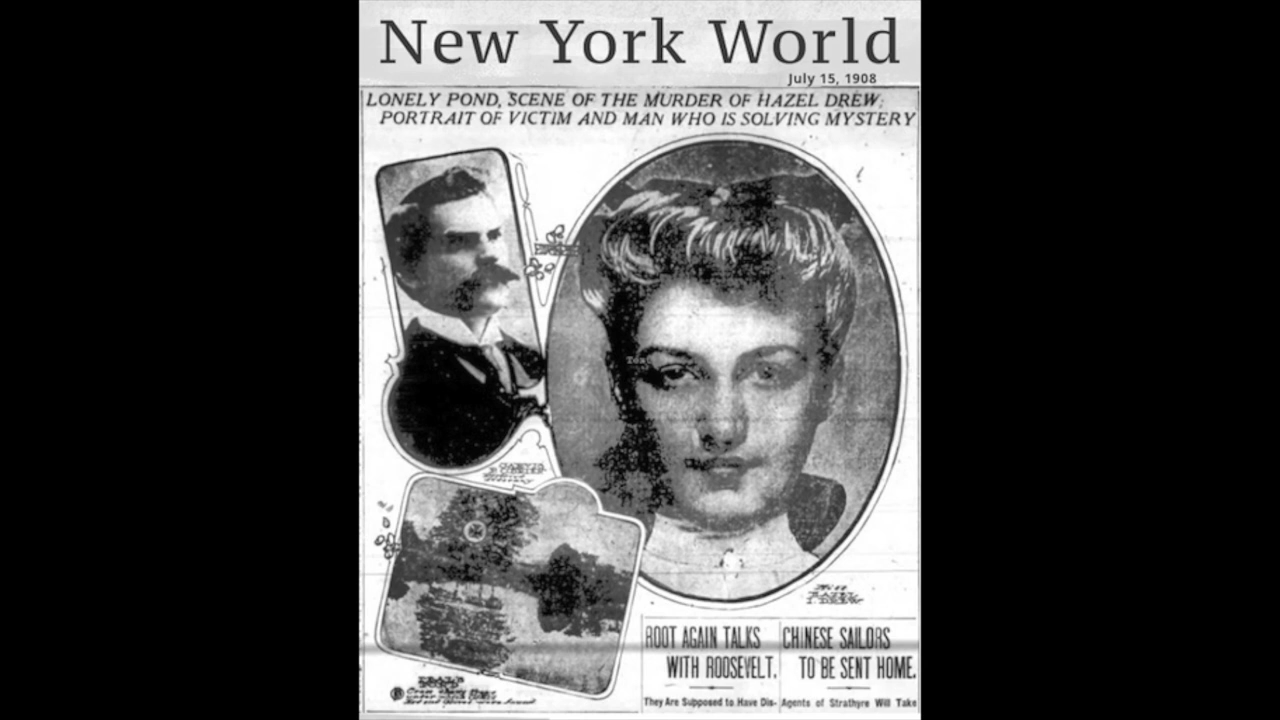 New York World
July 15, 1908
LONELY POND, SCENE OF THE MURDER OF HAZEL DREW;
PORTRAIT OF VICTIM AND MAN WHO IS SOLVING MYSTERY
ROOT AGAIN TALKS
WITH ROOSEVELT.
They Are Supposed to Have Dis-
CHINESE SAILORS
TO BE SENT HOME.
Agents of Strathyre Will Take